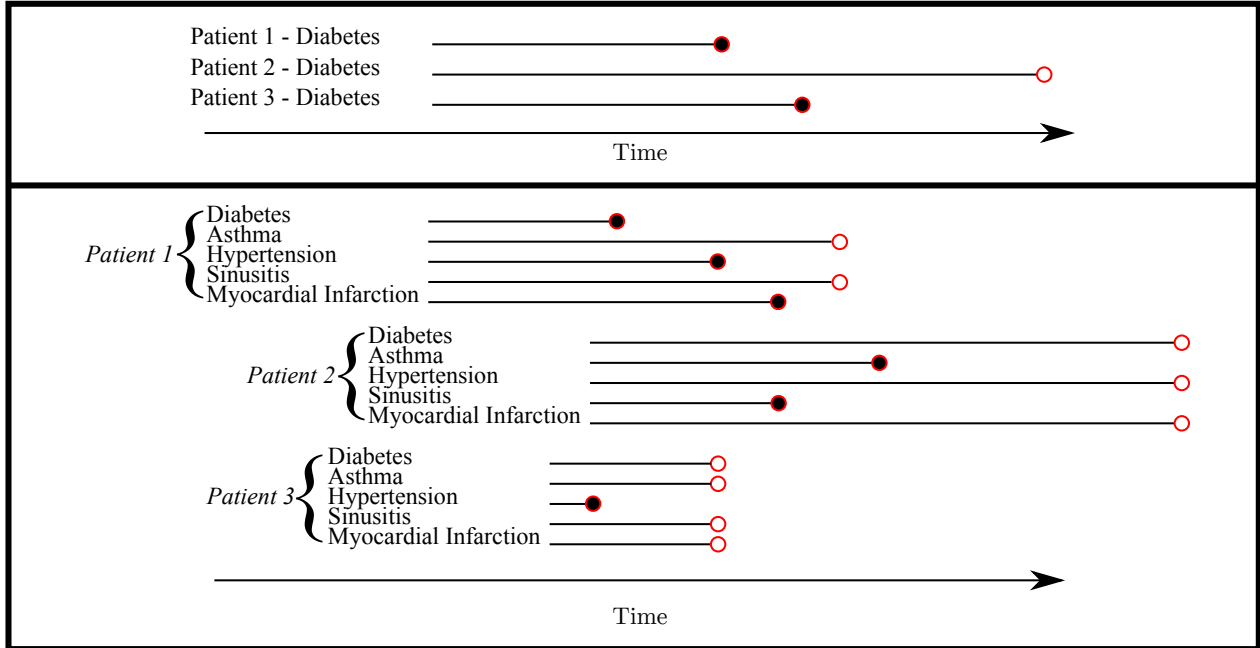 Patient 1 - Diabetes
Patient 2 - Diabetes
Patient 3 - Diabetes
Time
Patient 1
Diabetes
Asthma
Hypertension
Sinusitis
Myocardial Infarction
Patient 2
Diabetes
Asthma
Hypertension
Sinusitis
Myocardial Infarction
Patient 3
Diabetes
Asthma
Hypertension
Sinusitis
Myocardial Infarction
Time